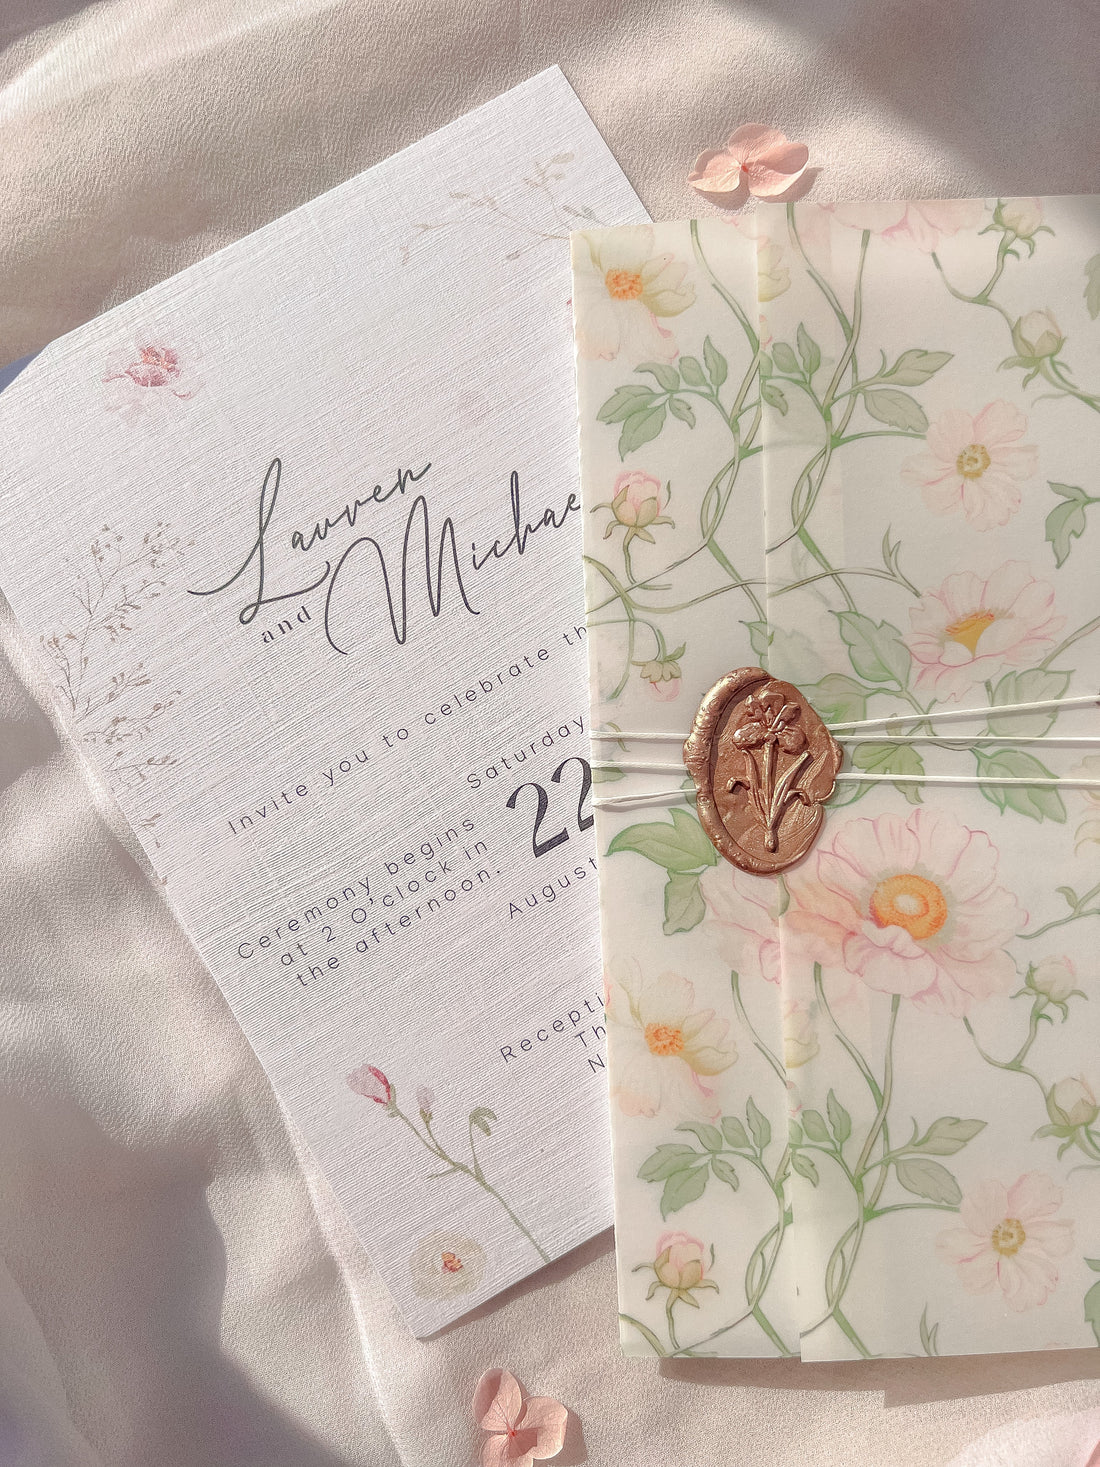 Lauren
and Michae
Invite you to celebrate th
Saturday
22
August
Ceremony begins
at 2 O'clock in
the afternoon.
Recepti
Th
N